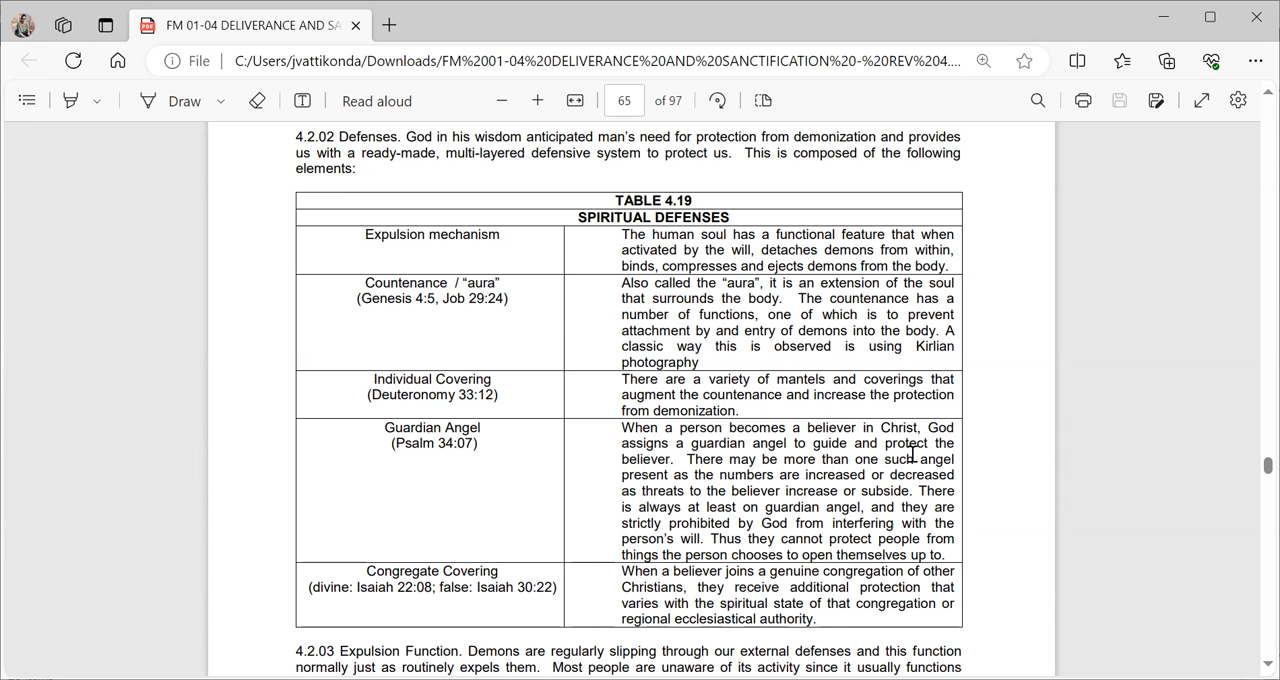 FM 01-04 DELIVERANCE AND SA
File
C:/Users/jvattikonda/Downloads/FM%2001-04%20DELIVERANCE%20AND%20SANCTIFICATION%20-%20REV%204....
Draw
Read aloud
65 of 97
4.2.02 Defenses. God in his wisdom anticipated man's need for protection from demonization and provides
us with a ready-made, multi-layered defensive system to protect us. This is composed of the following
elements:
TABLE 4.19
SPIRITUAL DEFENSES
Expulsion mechanism
The human soul has a functional feature that when
activated by the will, detaches demons from within,
binds, compresses and ejects demons from the body.
Countenance / “aura”
(Genesis 4:5, Job 29:24)
Also called the “aura”, it is an extension of the soul
that surrounds the body. The countenance has a
number of functions, one of which is to prevent
attachment by and entry of demons into the body. A
classic way this is observed is using Kirlian
photography
Individual Covering
(Deuteronomy 33:12)
There are a variety of mantels and coverings that
augment the countenance and increase the protection
from demonization.
Guardian Angel
(Psalm 34:07)
When a person becomes a believer in Christ, God
assigns a guardian angel to guide and protect the
believer. There may be more than one such angel
present as the numbers are increased or decreased
as threats to the believer increase or subside. There
is always at least on guardian angel, and they are
strictly prohibited by God from interfering with the
person's will. Thus they cannot protect people from
things the person chooses to open themselves up to.
Congregate Covering
(divine: Isaiah 22:08; false: Isaiah 30:22)
When a believer joins a genuine congregation of other
Christians, they receive additional protection that
varies with the spiritual state of that congregation or
regional ecclesiastical authority.
4.2.03 Expulsion Function. Demons are regularly slipping through our external defenses and this function
normally just as routinely expels them. Most people are unaware of its activity since it usually functions